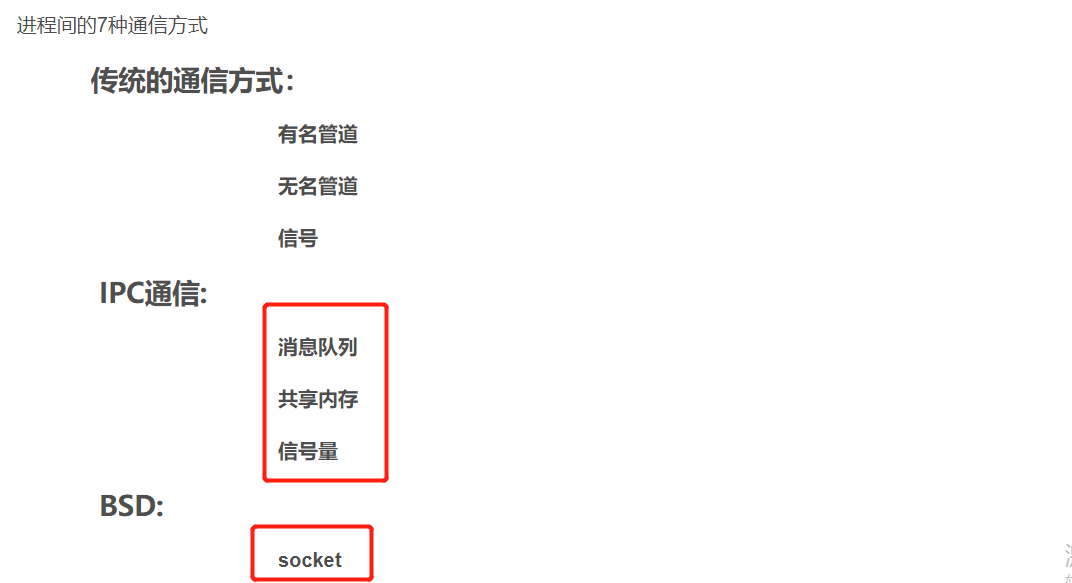 进程间的7种通信方式
传统的通信方式：
有名管道
无名管道
信号
IPC通信:
消息队列
共享内存
信号量
BSD:
socket